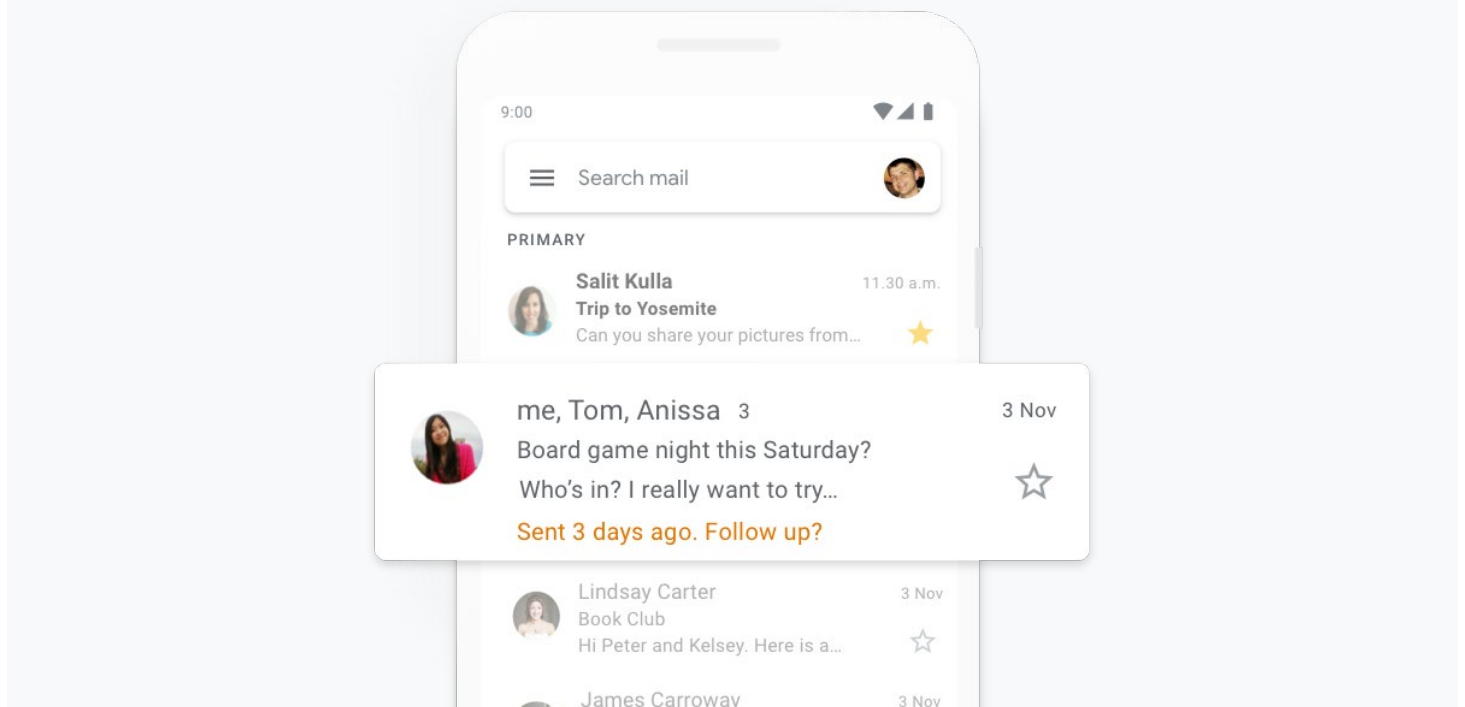 9:00
Search mail
PRIMARY
Salit Kulla 11.30 a.m.
Trip to Yosemite
Can you share your pictures from...
me, Tom, Anissa 3 3 Nov
Board game night this Saturday?
Who's in? I really want to try...
Sent 3 days ago. Follow up?
Lindsay Carter 3 Nov
Book Club
Hi Peter and Kelsey. Here is a...
James Carroway 3 Nov